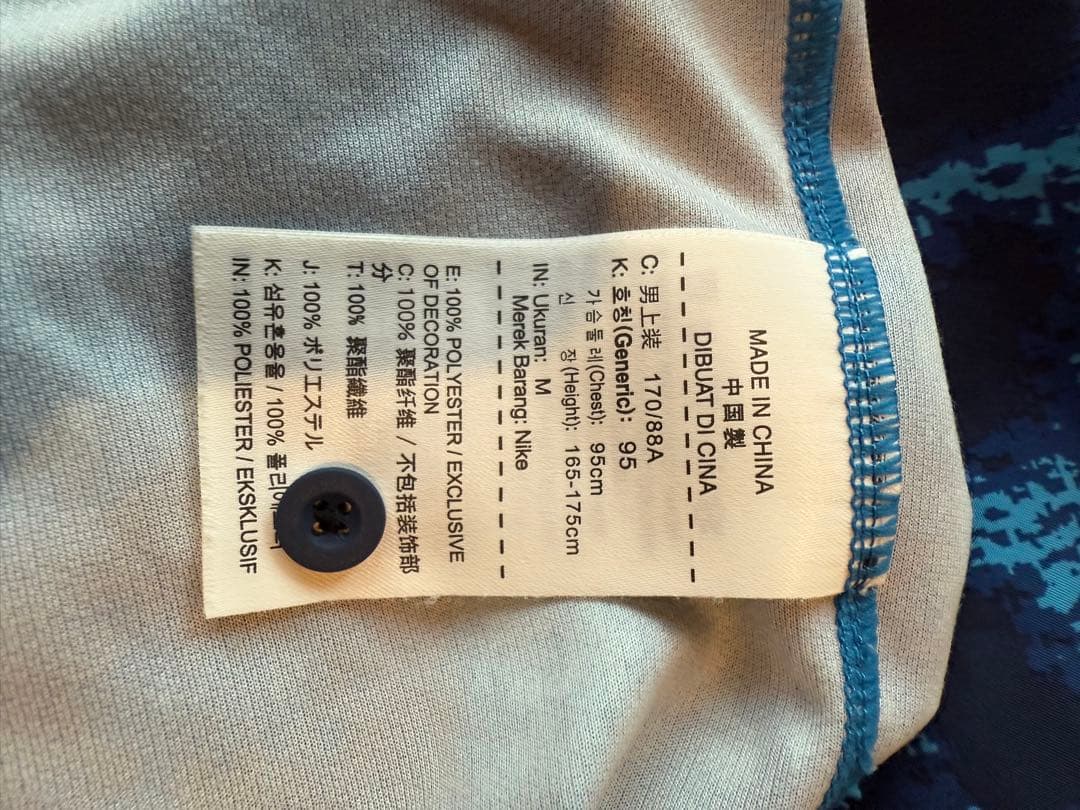 MADE IN CHINA
中国製
DIBUAT DI CINA
C: 男上装 170/88A
K: 호칭(Generic): 95
가슴둘레(Chest): 95cm
신 장(Height): 165-175cm
IN: Ukuran: M
Merek Barang: Nike
E: 100% POLYESTER / EXCLUSIVE
OF DECORATION
C: 100% 聚酯纤维 / 不包括装饰部
分
T: 100% 聚酯纖維
J: 100% ポリエステル
K: 섬유혼용율 / 100%
IN: 100% POLIESTER / EKSKLUSIF